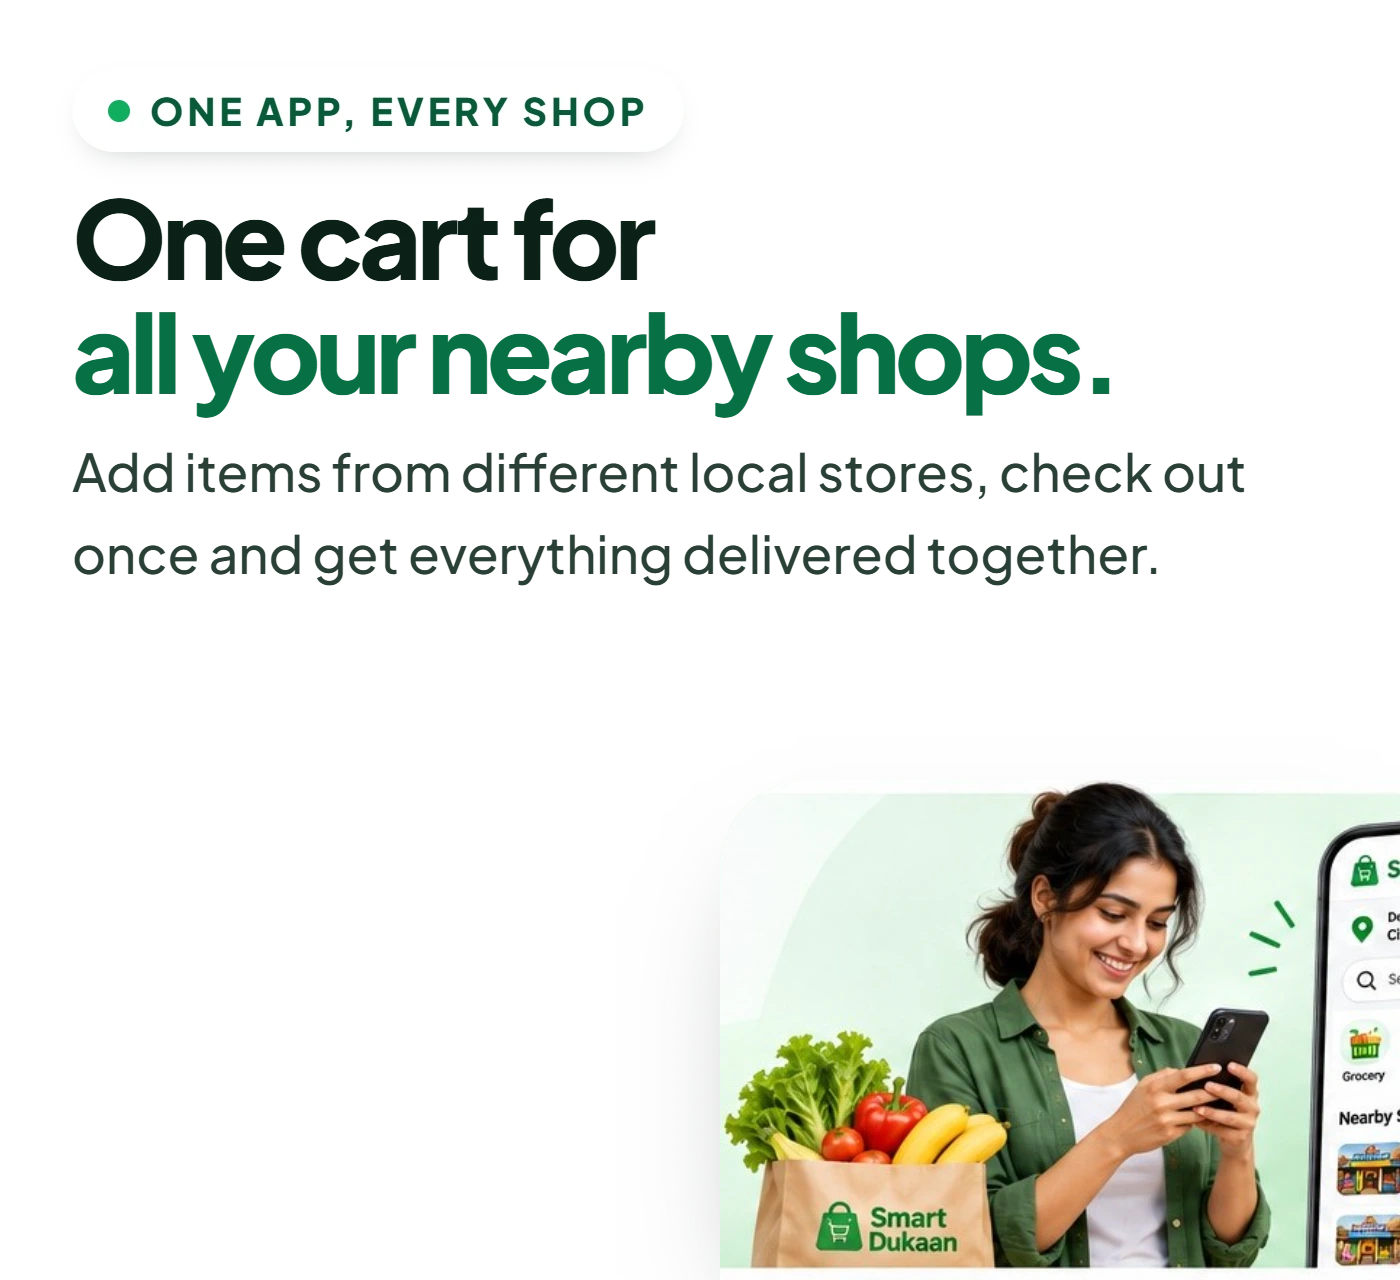 ONE APP, EVERY SHOP
One cart for
all your nearby shops.
Add items from different local stores, check out
once and get everything delivered together.
Grocery
Nearby
Smart
Dukaan